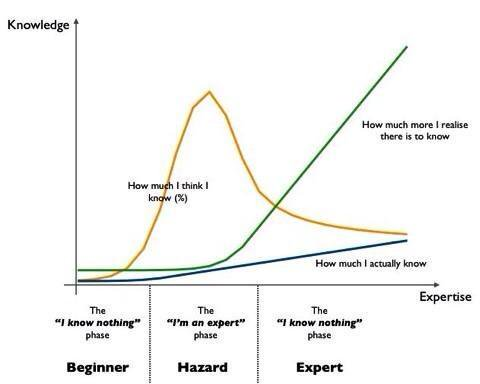 Knowledge
How much more I realise
there is to know
How much I think I
know (%)
How much I actually know
Expertise
The
"I know nothing"
phase
The
"I'm an expert"
phase
The
"I know nothing"
phase
Beginner
Hazard
Expert